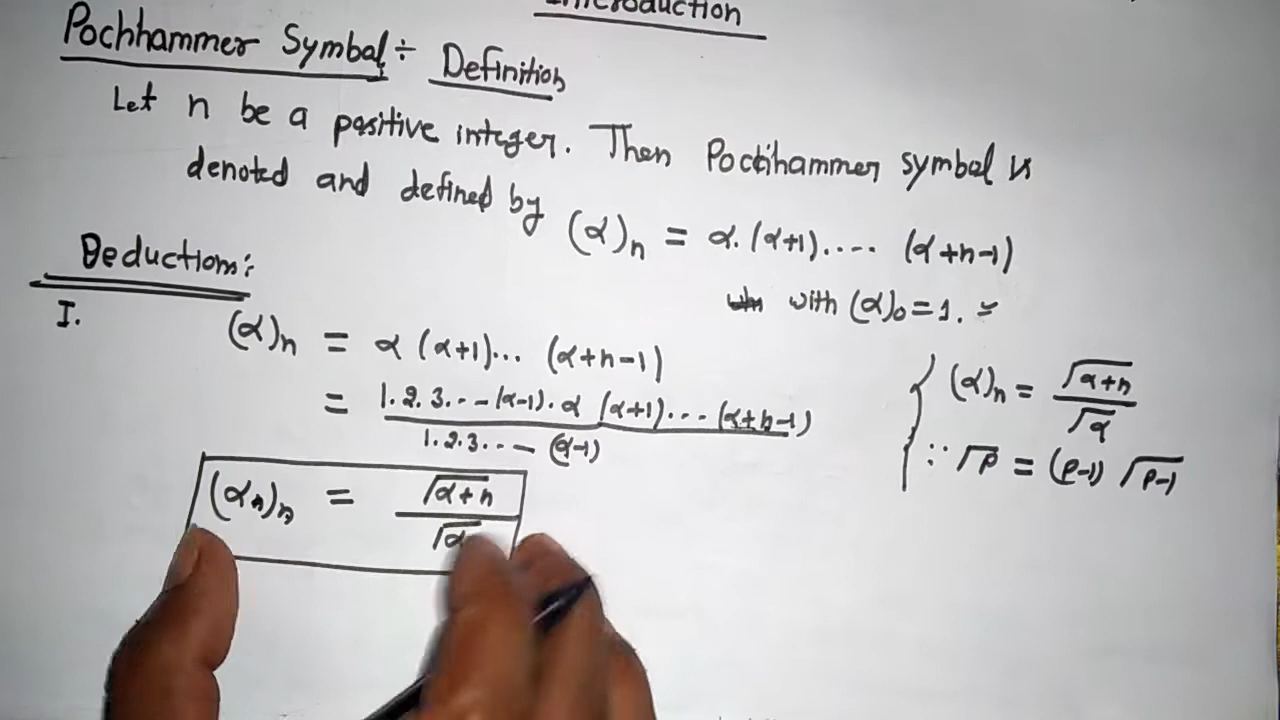 Introduction
Pochhammer Symbol ÷ Definition
Let n be a positive integer. Then Pochhammer symbol is
denoted and defined by (α)n = α. (α+1).... (α+n-1)
with (α)0 = 1.
Deductions:
I. (α)n = α (α+1)... (α+n-1)
= 1.2.3...-(α-1). α (α+1)... (α+n-1) / 1.2.3...- (α-1)
(α)n = Γα+n / Γα
{ (α)n = Γα+n / Γα
∵ Γp = (p-1) Γp-1